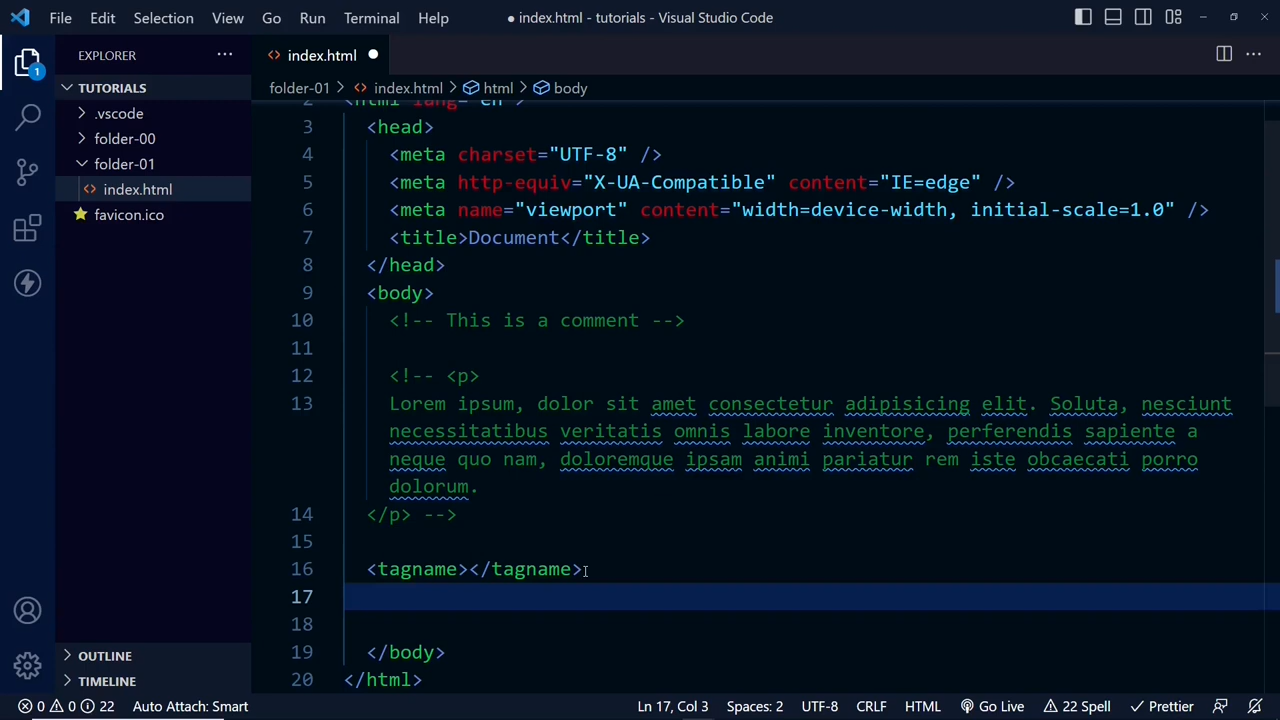 File Edit Selection View Go Run Terminal Help ● index.html - tutorials - Visual Studio Code
EXPLORER ···
index.html ●
TUTORIALS
folder-01 > index.html > html > body
.vscode
folder-00
folder-01
index.html
favicon.ico
OUTLINE
TIMELINE
1
2 <html lang="en">
3 <head>
4 <meta charset="UTF-8" />
5 <meta http-equiv="X-UA-Compatible" content="IE=edge" />
6 <meta name="viewport" content="width=device-width, initial-scale=1.0" />
7 <title>Document</title>
8 </head>
9 <body>
10 <!-- This is a comment -->
11
12 <!-- <p>
13 Lorem ipsum, dolor sit amet consectetur adipisicing elit. Soluta, nesciunt
necessitatibus veritatis omnis labore inventore, perferendis sapiente a
neque quo nam, doloremque ipsam animi pariatur rem iste obcaecati porro
dolorum.
14 </p> -->
15
16 <tagname></tagname>
17
18
19 </body>
20 </html>
0 0 22 Auto Attach: Smart Ln 17, Col 3 Spaces: 2 UTF-8 CRLF HTML Go Live 22 Spell Prettier